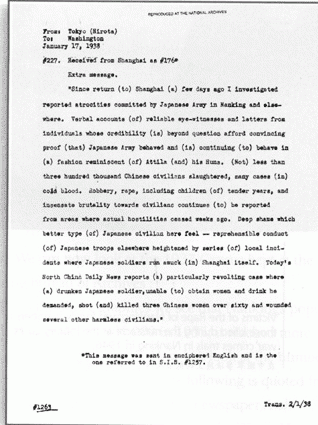 REPRODUCED AT THE NATIONAL ARCHIVES
From: Tokyo (Hirota)
To: Washington
January 17, 1938
#227. Received from Shanghai as #176*
Extra message.
"Since return (to) Shanghai (a) few days ago I investigated
reported atrocities committed by Japanese Army in Nanking and else-
where. Verbal accounts (of) reliable eye-witnesses and letters from
individuals whose credibility (is) beyond question afford convincing
proof (that) Japanese Army behaved and (is) continuing (to) behave in
(a) fashion reminiscent (of) Attila (and) his Huns. (Not) less than
three hundred thousand Chinese civilians slaughtered, many cases (in)
cold blood. Robbery, rape, including children (of) tender years, and
insensate brutality towards civilians continues (to) be reported
from areas where actual hostilities ceased weeks ago. Deep shame which
better type (of) Japanese civilian here feel -- reprehensible conduct
(of) Japanese troops elsewhere heightened by series (of) local inci-
dents where Japanese soldiers run amuck (in) Shanghai itself. Today's
North China Daily News reports (a) particularly revolting case where
(a) drunken Japanese soldier, unable (to) obtain women and drink he
demanded, shot (and) killed three Chinese women over sixty and wounded
several other harmless civilians."
*This message was sent in enciphered English and is the
one referred to in S.I.S. #1257.
#1263
Trans. 2/1/38